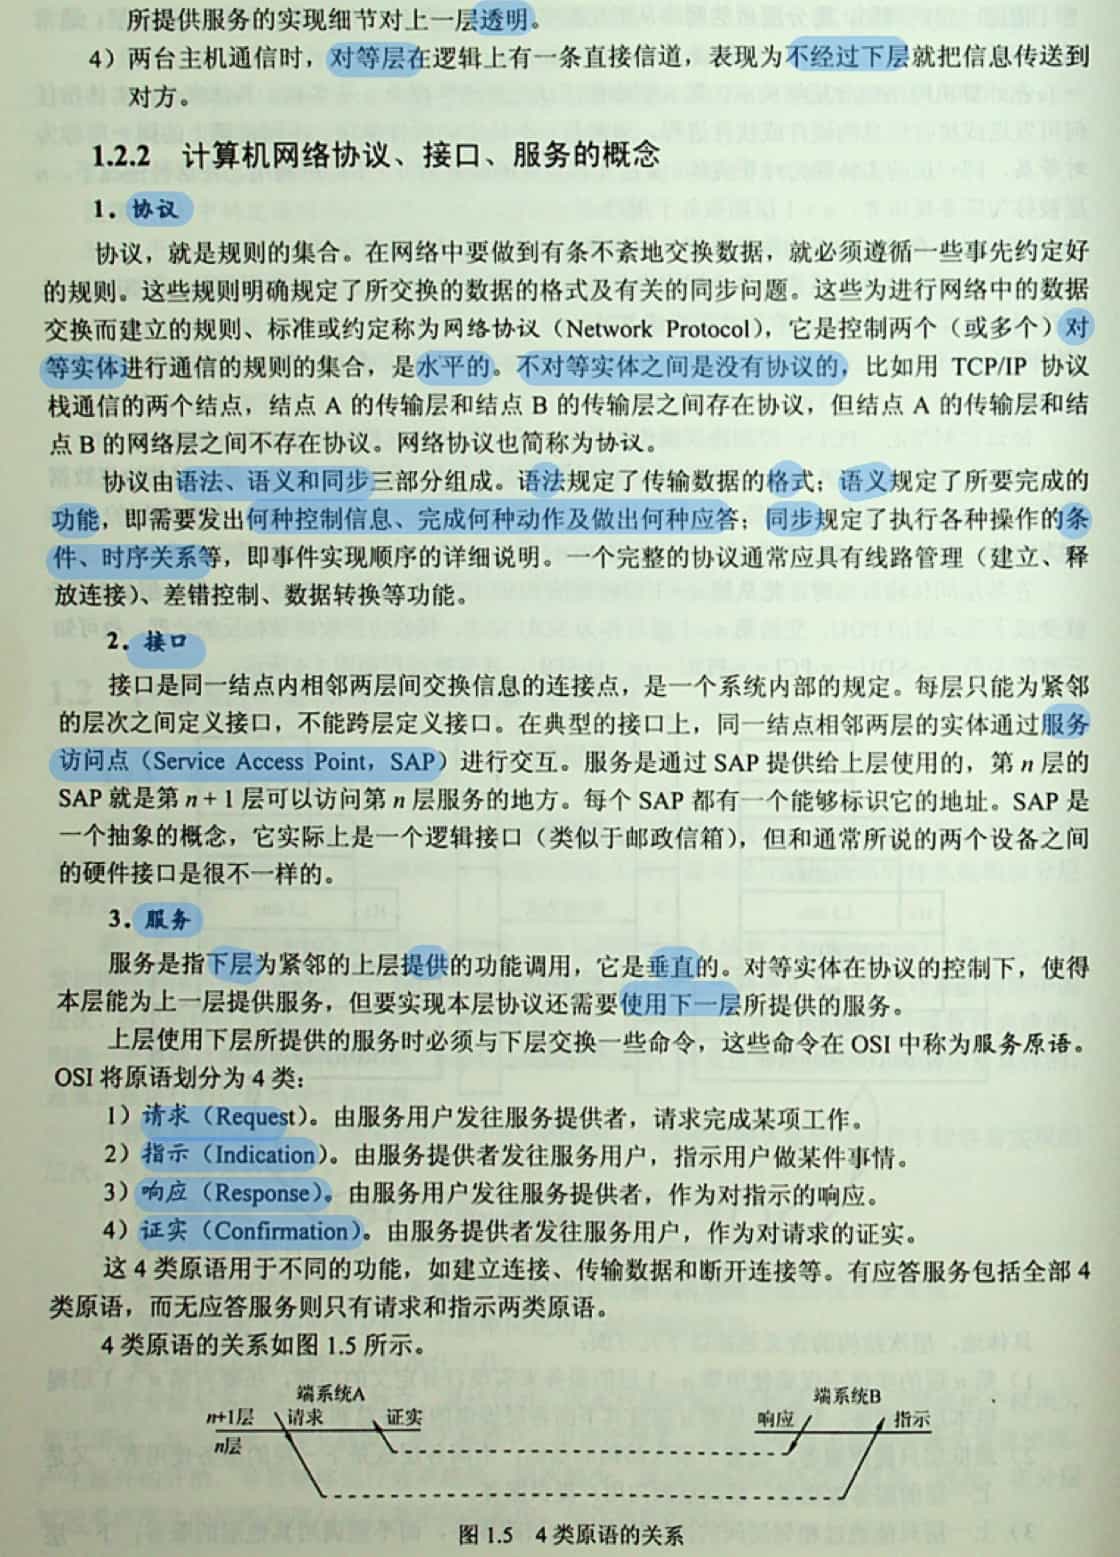 所提供服务的实现细节对上一层透明。
4）两台主机通信时，对等层在逻辑上有一条直接信道，表现为不经过下层就把信息传送到
对方。
1.2.2 计算机网络协议、接口、服务的概念
1. 协议
协议，就是规则的集合。在网络中要做到有条不紊地交换数据，就必须遵循一些事先约定好
的规则。这些规则明确规定了所交换的数据的格式及有关的同步问题。这些为进行网络中的数据
交换而建立的规则、标准或约定称为网络协议（Network Protocol），它是控制两个（或多个）对
等实体进行通信的规则的集合，是水平的。不对等实体之间是没有协议的，比如用 TCP/IP 协议
栈通信的两个结点，结点 A 的传输层和结点 B 的传输层之间存在协议，但结点 A 的传输层和结
点 B 的网络层之间不存在协议。网络协议也简称为协议。
协议由语法、语义和同步三部分组成。语法规定了传输数据的格式；语义规定了所要完成的
功能，即需要发出何种控制信息、完成何种动作及做出何种应答；同步规定了执行各种操作的条
件、时序关系等，即事件实现顺序的详细说明。一个完整的协议通常应具有线路管理（建立、释
放连接）、差错控制、数据转换等功能。
2. 接口
接口是同一结点内相邻两层间交换信息的连接点，是一个系统内部的规定。每层只能为紧邻
的层次之间定义接口，不能跨层定义接口。在典型的接口上，同一结点相邻两层的实体通过服务
访问点（Service Access Point，SAP）进行交互。服务是通过 SAP 提供给上层使用的，第 n 层的
SAP 就是第 n + 1 层可以访问第 n 层服务的地方。每个 SAP 都有一个能够标识它的地址。SAP 是
一个抽象的概念，它实际上是一个逻辑接口（类似于邮政信箱），但和通常所说的两个设备之间
的硬件接口是很不一样的。
3. 服务
服务是指下层为紧邻的上层提供的功能调用，它是垂直的。对等实体在协议的控制下，使得
本层能为上一层提供服务，但要实现本层协议还需要使用下一层所提供的服务。
上层使用下层所提供的服务时必须与下层交换一些命令，这些命令在 OSI 中称为服务原语。
OSI 将原语划分为 4 类：
1）请求（Request）。由服务用户发往服务提供者，请求完成某项工作。
2）指示（Indication）。由服务提供者发往服务用户，指示用户做某件事情。
3）响应（Response）。由服务用户发往服务提供者，作为对指示的响应。
4）证实（Confirmation）。由服务提供者发往服务用户，作为对请求的证实。
这 4 类原语用于不同的功能，如建立连接、传输数据和断开连接等。有应答服务包括全部 4
类原语，而无应答服务则只有请求和指示两类原语。
4 类原语的关系如图 1.5 所示。
端系统A 端系统B
n+1层 请求 证实 响应 指示
n层
图 1.5 4 类原语的关系